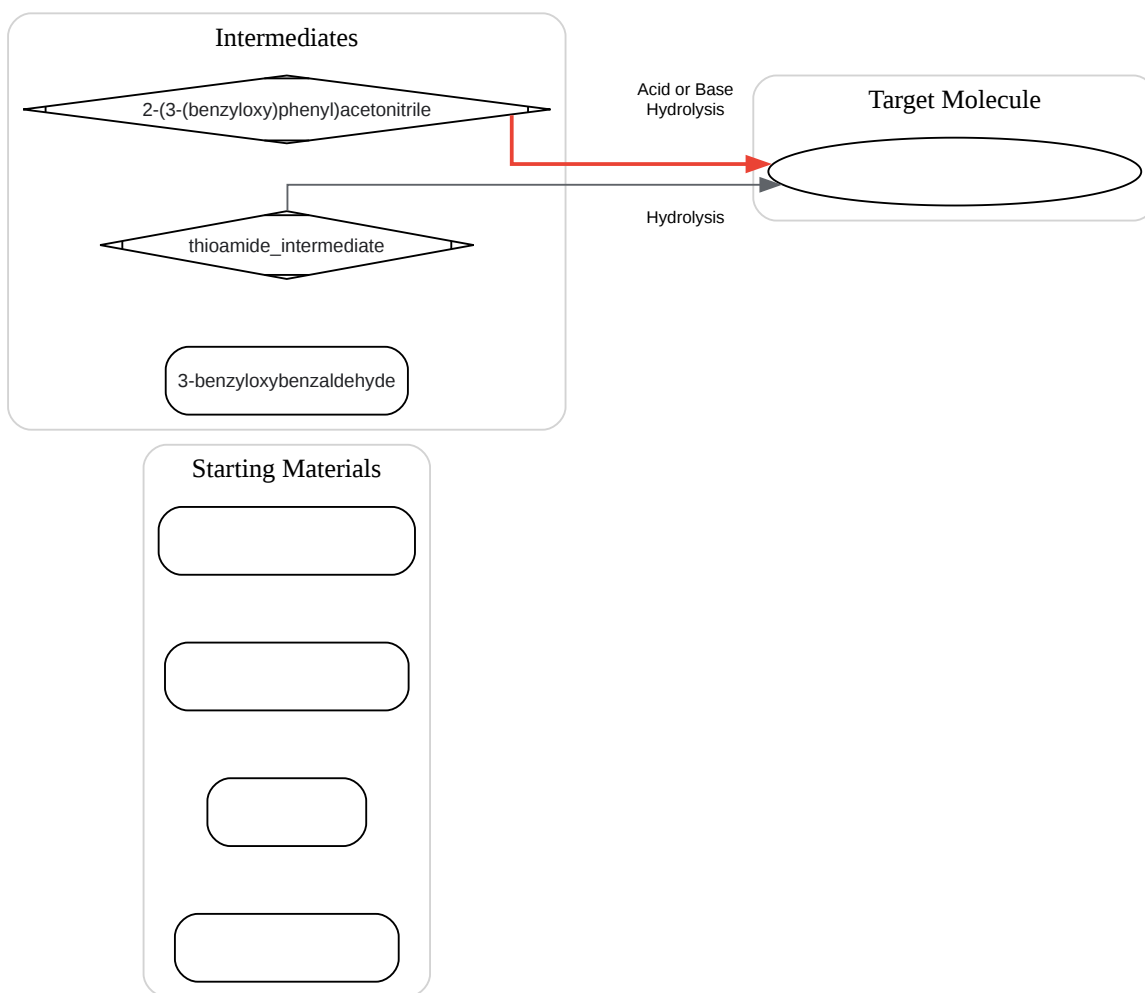 Intermediates
2-(3-(benzyloxy)phenyl)acetonitrile
thioamide_intermediate
3-benzyloxybenzaldehyde
Acid or Base
Hydrolysis
Hydrolysis
Target Molecule
Starting Materials